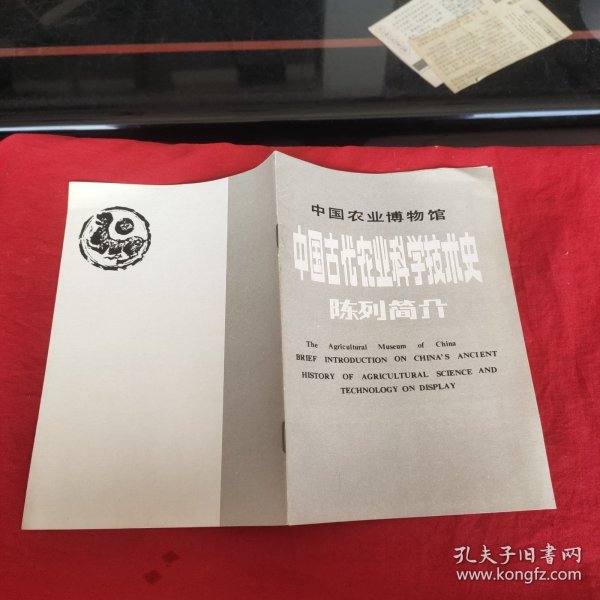 中国农业博物馆
中国古代农业科学技术史
陈列简介
The Agricultural Museum of China
BRIEF INTRODUCTION ON CHINA'S ANCIENT
HISTORY OF AGRICULTURAL SCIENCE AND
TECHNOLOGY ON DISPLAY
孔夫子旧书网
www.kongfz.com